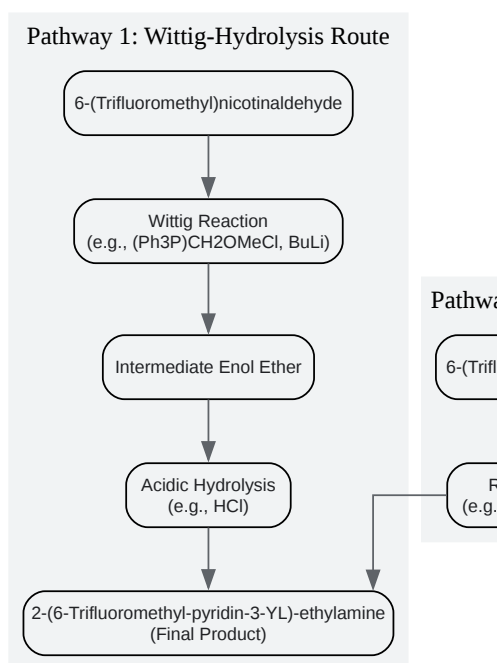 Pathway 1: Wittig-Hydrolysis Route
6-(Trifluoromethyl)nicotinaldehyde
Wittig Reaction
(e.g., (Ph3P)CH2OMeCl, BuLi)
Intermediate Enol Ether
Acidic Hydrolysis
(e.g., HCl)
2-(6-Trifluoromethyl-pyridin-3-YL)-ethylamine
(Final Product)
Pathwa
6-(Trifl
R
(e.g.